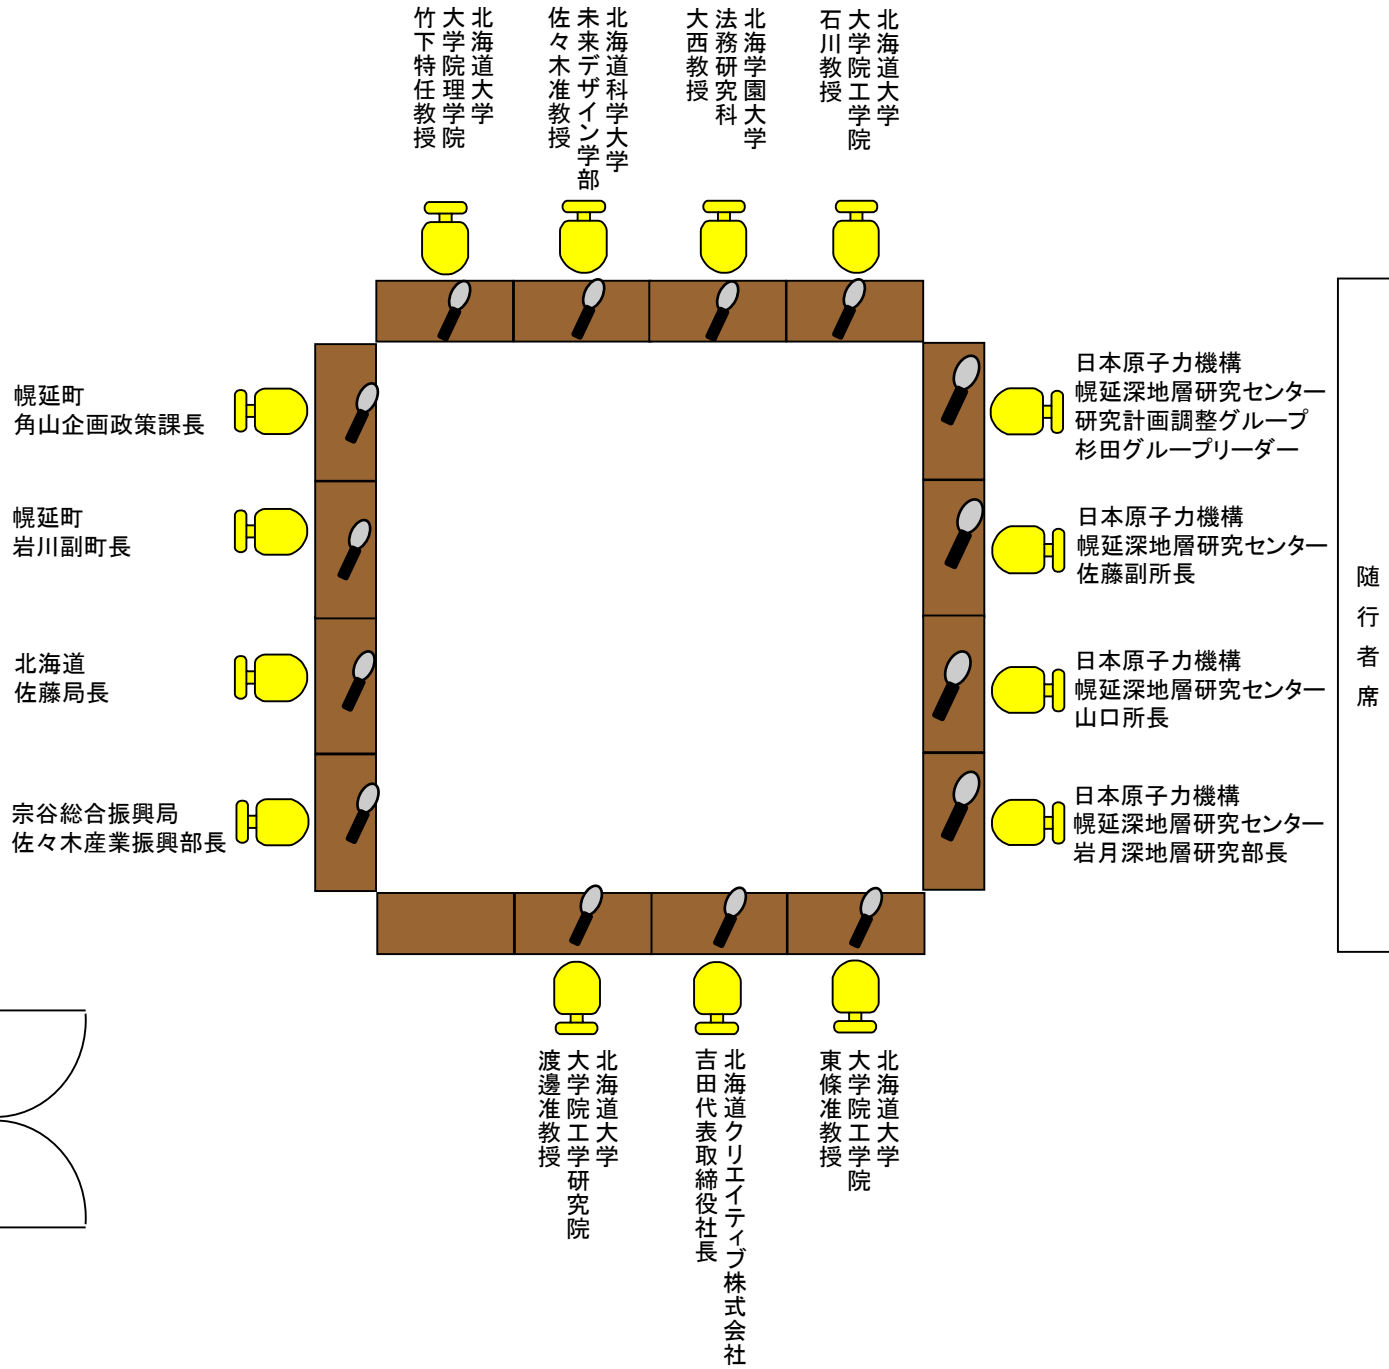 北海道大学
大学院理学院
竹下特任教授
北海道科学大学
未来デザイン学部
佐々木准教授
北海学園大学
法務研究科
大西教授
北海道大学
大学院工学院
石川教授
幌延町
角山企画政策課長
幌延町
岩川副町長
北海道
佐藤局長
宗谷総合振興局
佐々木産業振興部長
日本原子力機構
幌延深地層研究センター
研究計画調整グループ
杉田グループリーダー
日本原子力機構
幌延深地層研究センター
佐藤副所長
日本原子力機構
幌延深地層研究センター
山口所長
日本原子力機構
幌延深地層研究センター
岩月深地層研究部長
随行者席
北海道大学
大学院工学研究院
渡邊准教授
北海道クリエイティブ株式会社
吉田代表取締役社長
北海道大学
大学院工学院
東條准教授